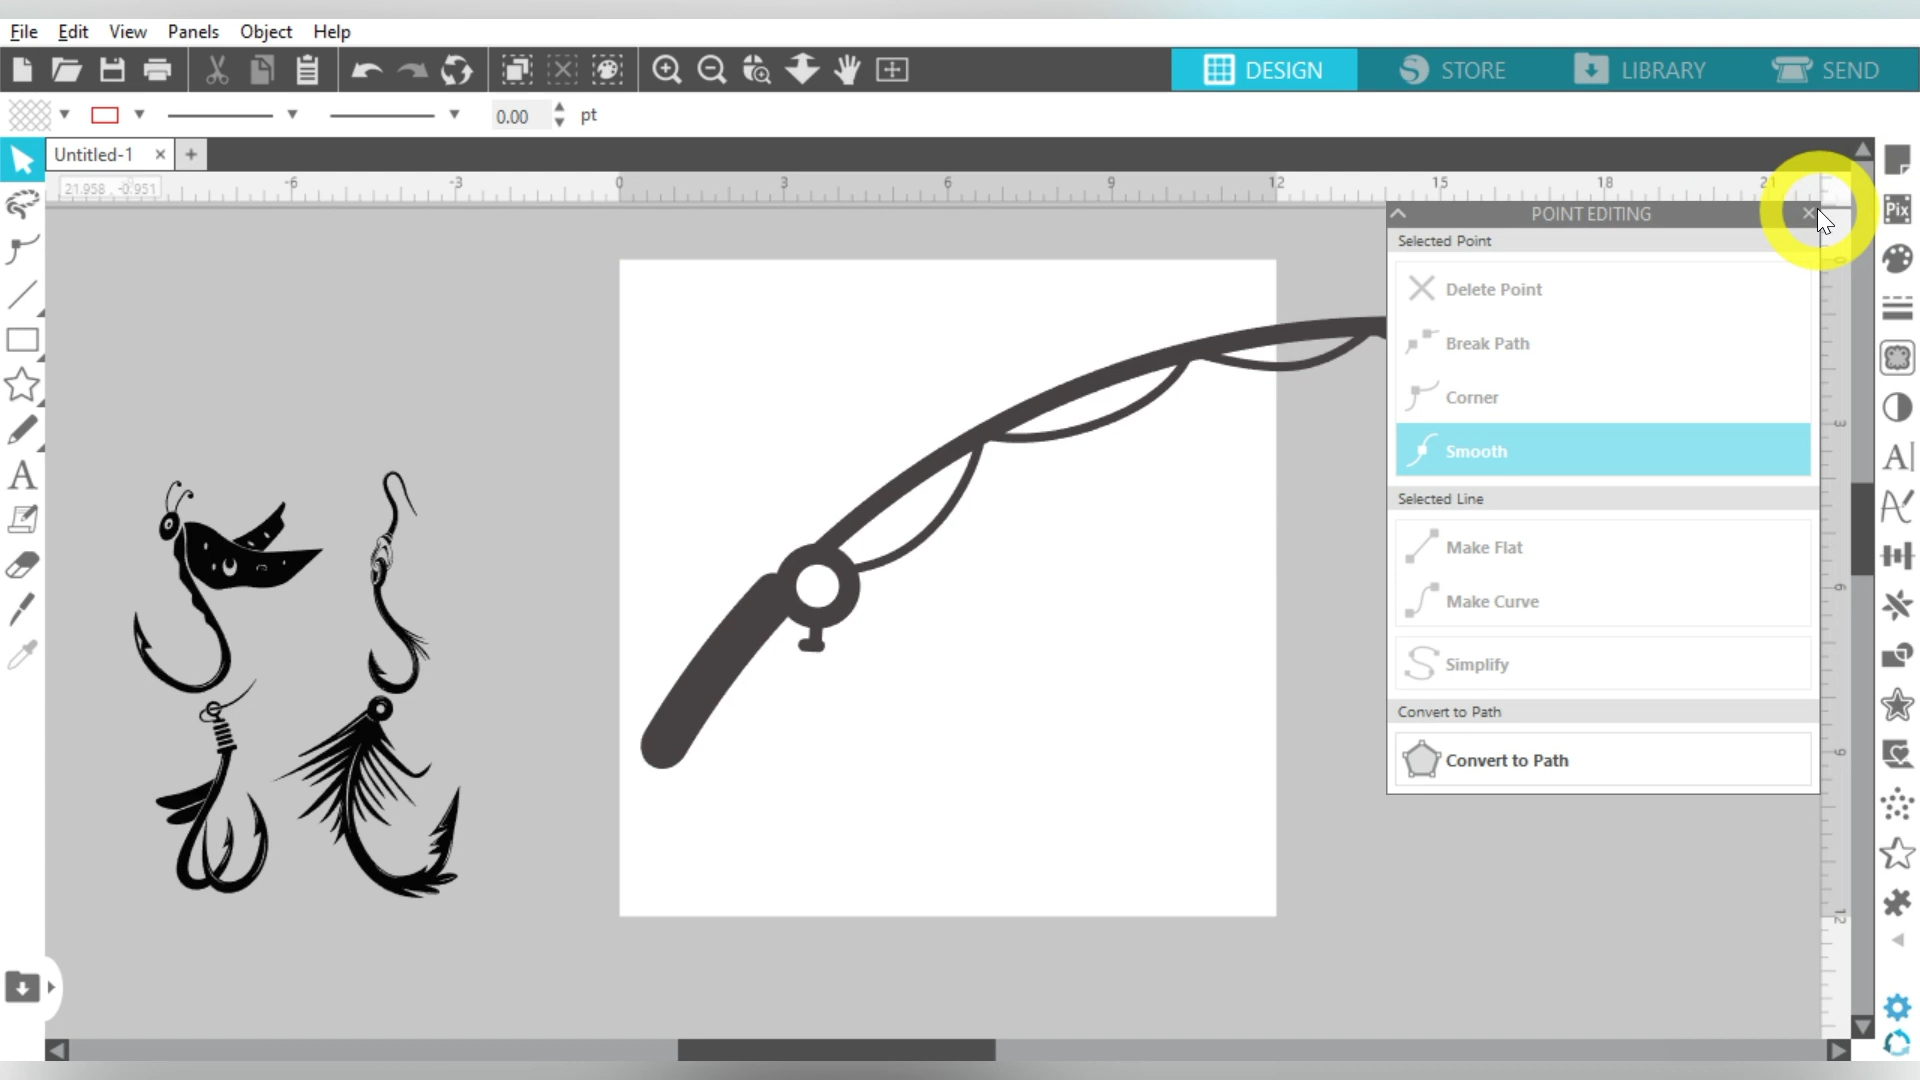 File Edit View Panels Object Help
DESIGN STORE LIBRARY SEND
0.00 pt
Untitled-1
21.958 , -0.951
-6 -3 0 3 6 9 12 15 18 21
POINT EDITING
Pix
Selected Point
Delete Point
Break Path
Corner
Smooth
Selected Line
Make Flat
Make Curve
Simplify
Convert to Path
Convert to Path
0
3
6
9
12